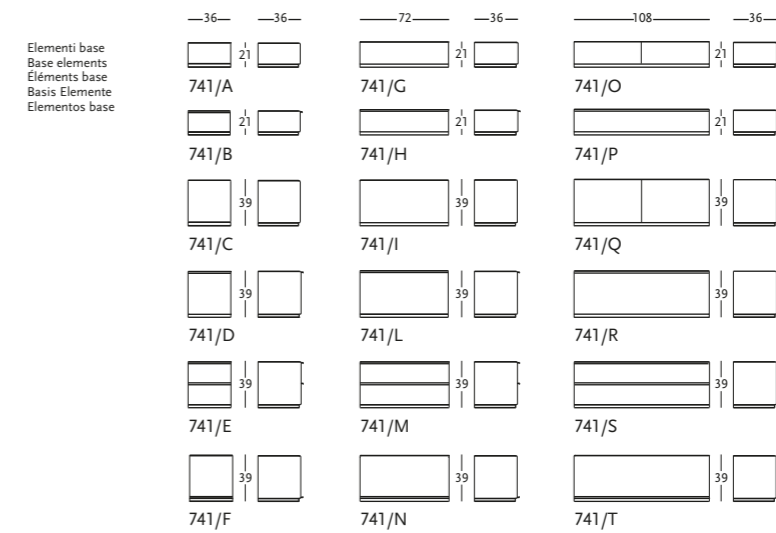 36 36 72 36 108 36
Elementi base
Base elements
Éléments base
Basis Elemente
Elementos base
21 21 21
741/A 741/G 741/O
21 21 21
741/B 741/H 741/P
39 39 39
741/C 741/I 741/Q
39 39 39
741/D 741/L 741/R
39 39 39
741/E 741/M 741/S
39 39 39
741/F 741/N 741/T